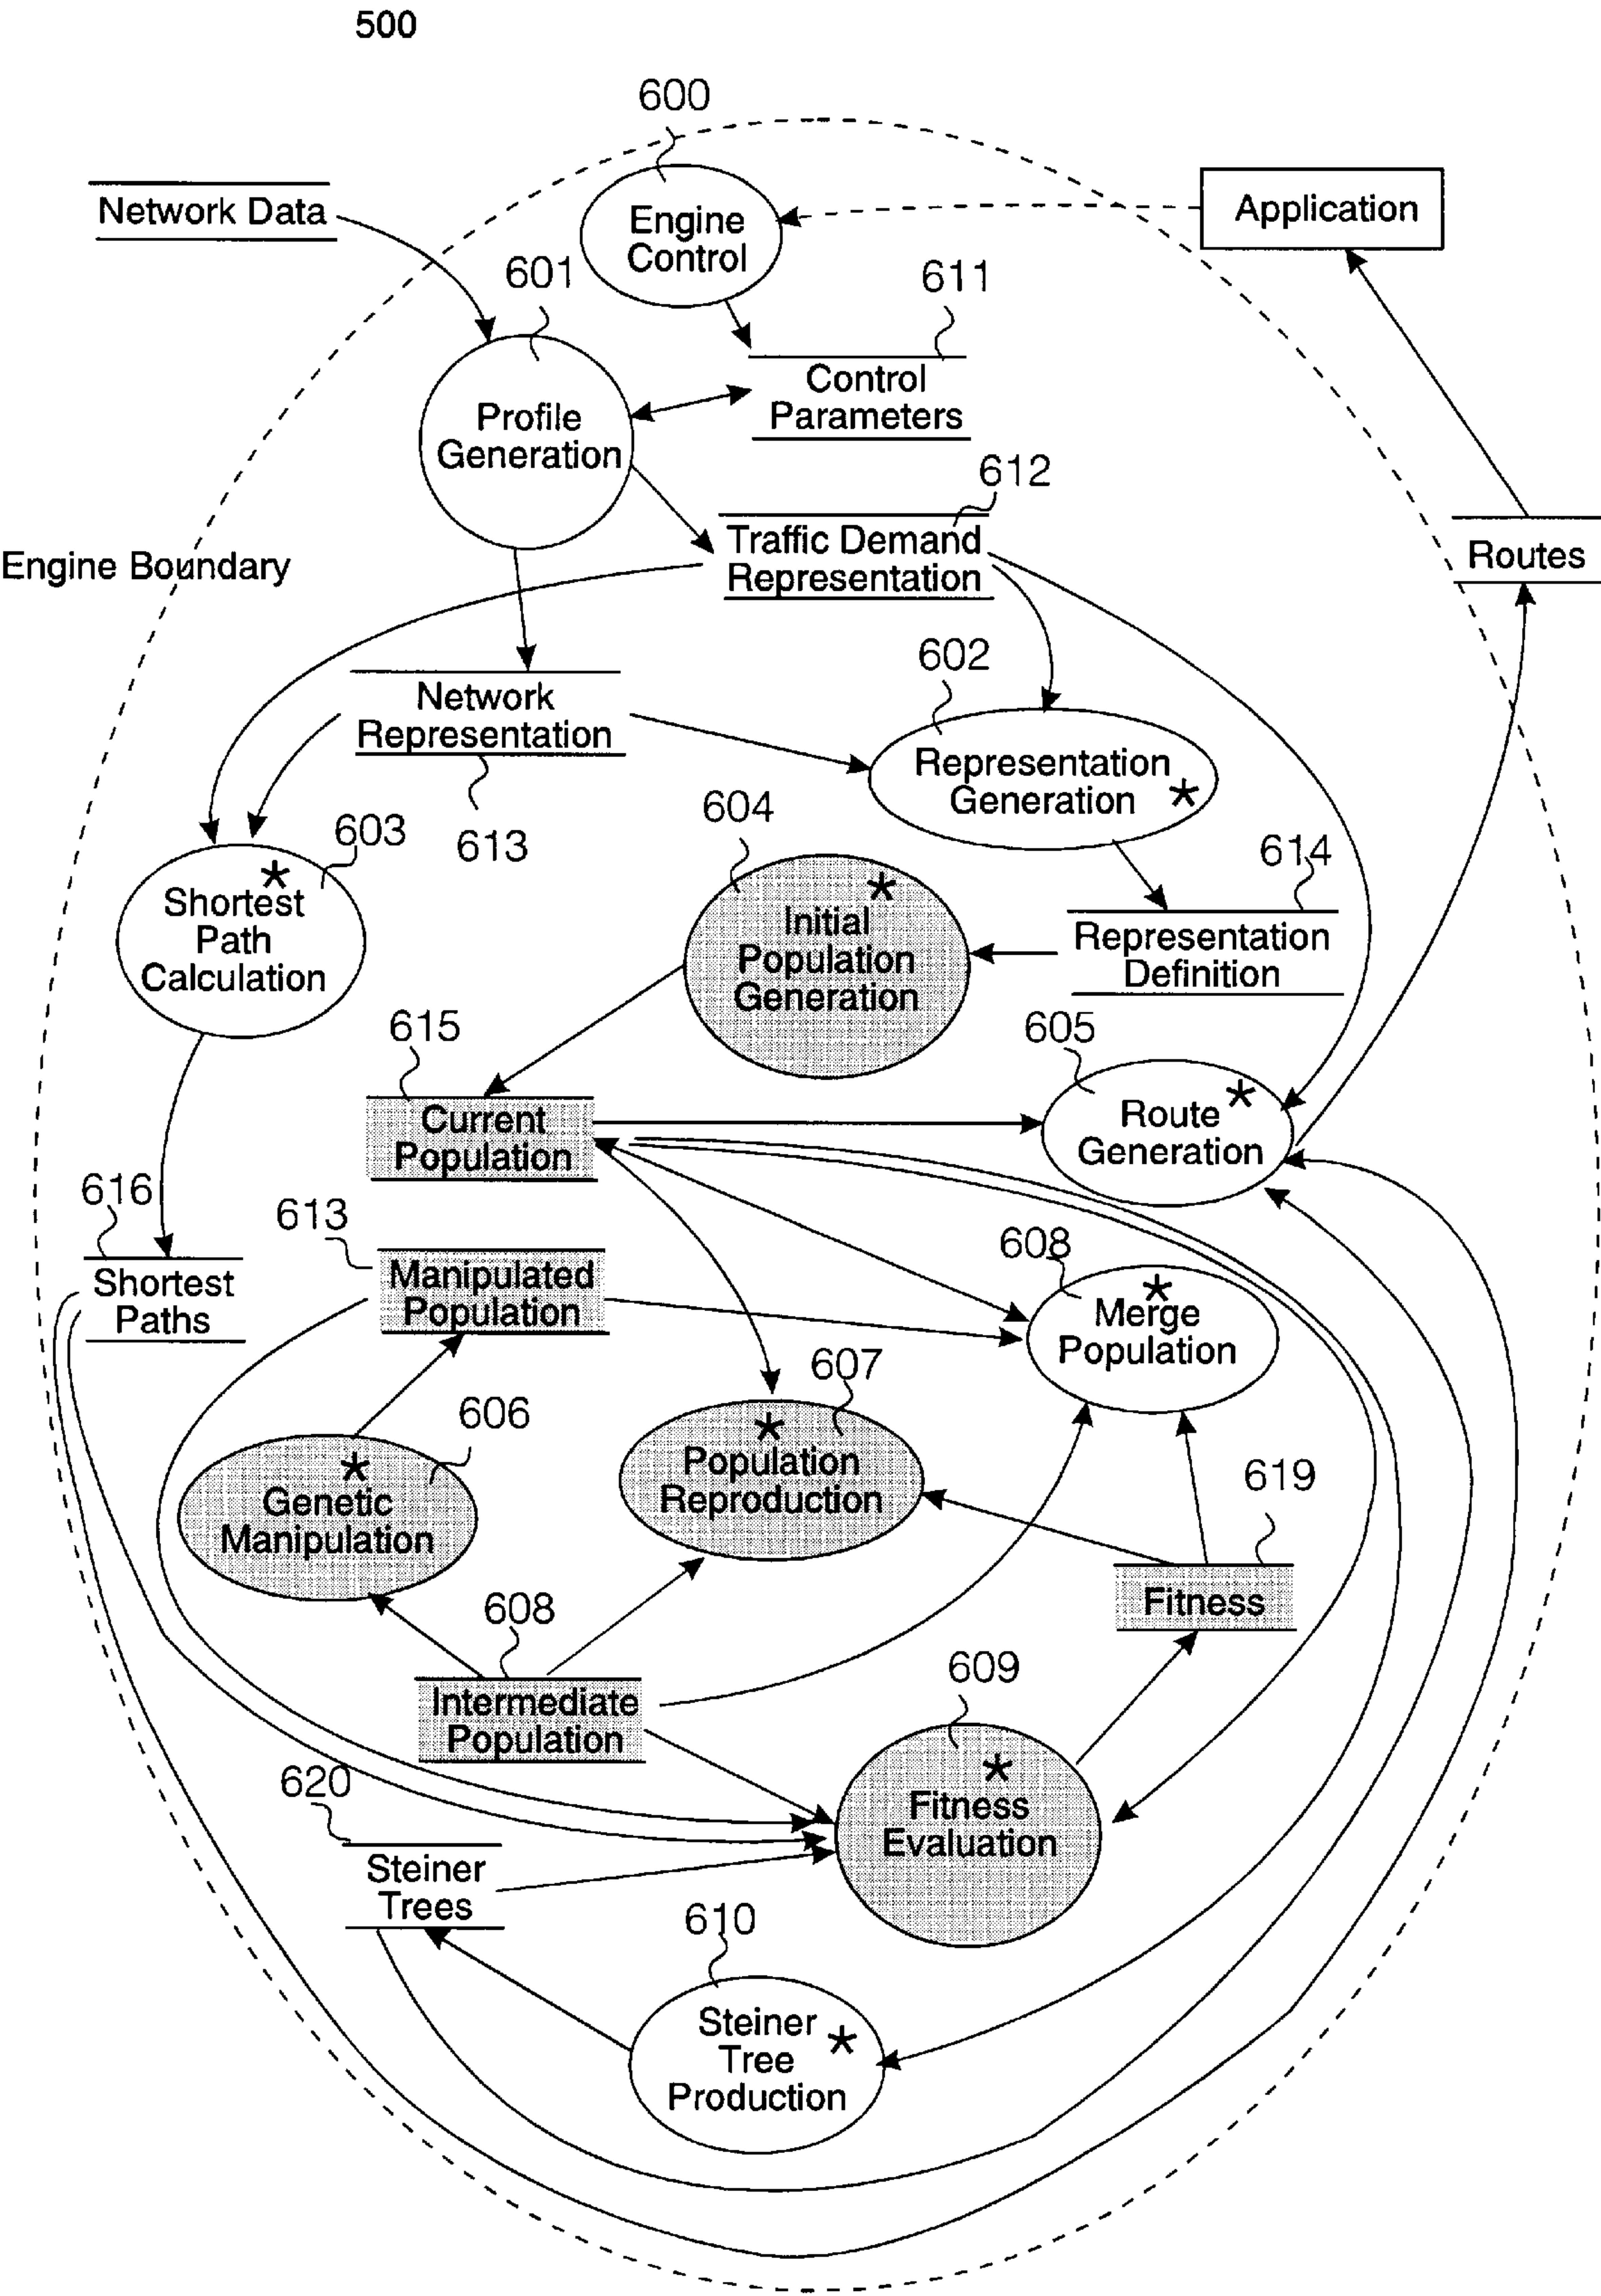 500
600
Network Data
Engine
Control
Application
601
611
Profile
Generation
Control
Parameters
612
Traffic Demand
Representation
Engine Boundary
Routes
602
Network
Representation
613
Representation
Generation *
604
603
*
Shortest
Path
Calculation
614
*
Initial
Population
Generation
Representation
Definition
615
605
Current
Population
*
Route
Generation
616
613
608
Shortest
Paths
Manipulated
Population
*
Merge
Population
607
606
*
Population
Reproduction
*
Genetic
Manipulation
619
608
Fitness
Intermediate
Population
609
*
Fitness
Evaluation
620
Steiner
Trees
610
Steiner
Tree *
Production